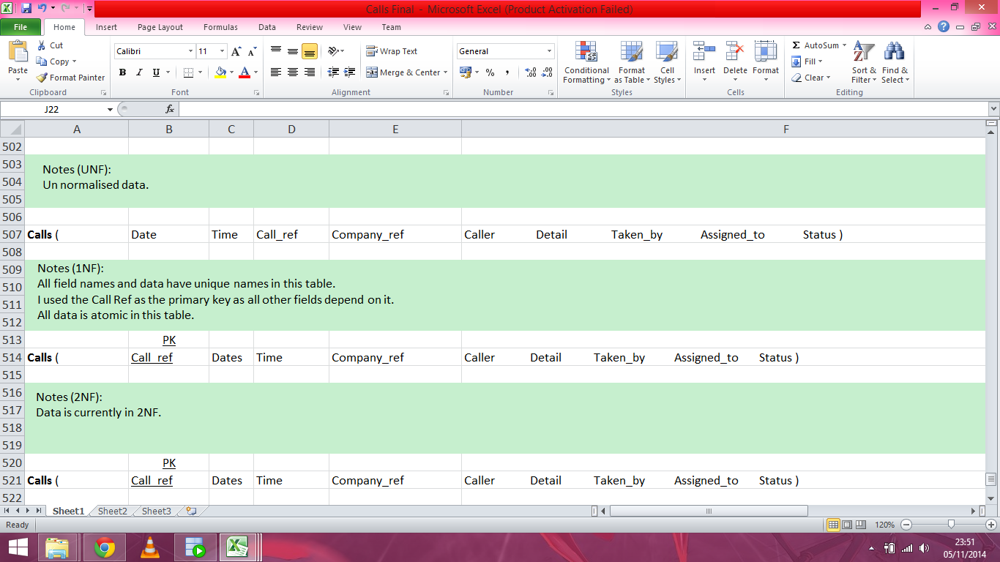 Calls Final - Microsoft Excel (Product Activation Failed)
File Home Insert Page Layout Formulas Data Review View Team
Paste Cut Copy Format Painter Clipboard
Calibri 11 B I U Font
Wrap Text Merge & Center Alignment
General % , Number
Conditional Formatting Format as Table Cell Styles Styles
Insert Delete Format Cells
Σ AutoSum Fill Clear Sort & Filter Find & Select Editing
J22 fx
A B C D E F
502
503
504
505
Notes (UNF):
Un normalised data.
506
507 Calls ( Date Time Call_ref Company_ref Caller Detail Taken_by Assigned_to Status )
508
509
510
511
512
Notes (1NF):
All field names and data have unique names in this table.
I used the Call Ref as the primary key as all other fields depend on it.
All data is atomic in this table.
513 PK
514 Calls ( Call_ref Dates Time Company_ref Caller Detail Taken_by Assigned_to Status )
515
516
517
518
519
Notes (2NF):
Data is currently in 2NF.
520 PK
521 Calls ( Call_ref Dates Time Company_ref Caller Detail Taken_by Assigned_to Status )
522
Sheet1 Sheet2 Sheet3
Ready 120%
23:51
05/11/2014